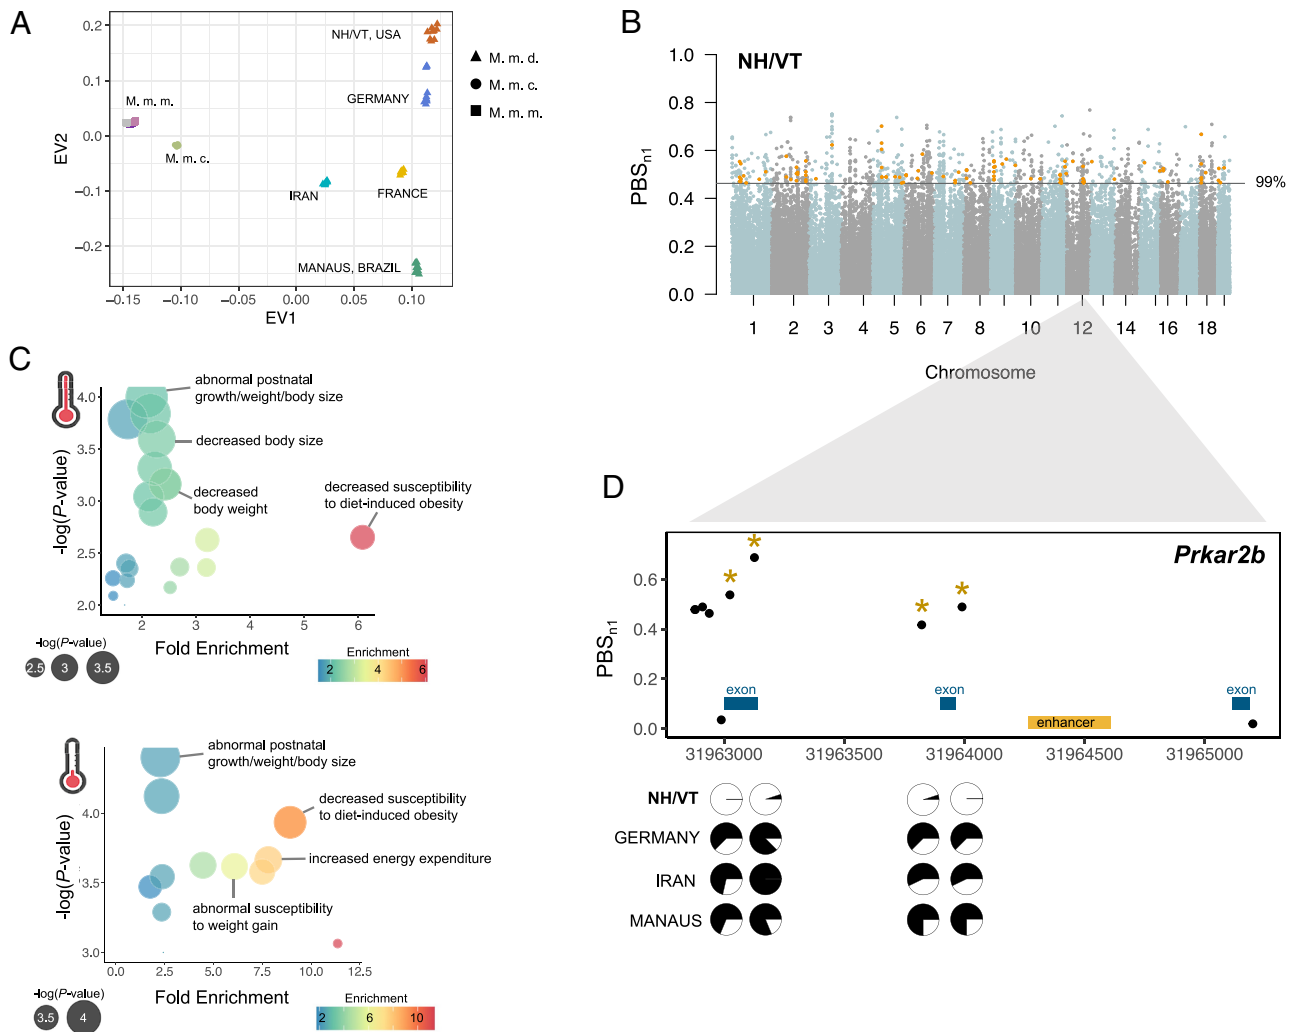 A
0.2
0.1
0.0
−0.1
−0.2
EV2
NH/VT, USA
GERMANY
M. m. m.
M. m. c.
IRAN
FRANCE
MANAUS, BRAZIL
−0.15
−0.10
−0.05
0.00
0.05
0.10
EV1
M. m. d.
M. m. c.
M. m. m.
B
NH/VT
1.0
0.8
0.6
0.4
0.2
0.0
PBSn1
99%
1
2
3
4
5
6
7
8
10
12
14
16
18
Chromosome
C
abnormal postnatal
growth/weight/body size
decreased body size
decreased
body weight
decreased susceptibility
to diet-induced obesity
4.0
3.5
3.0
2.5
2.0
-log(P-value)
2
3
4
5
6
Fold Enrichment
-log(P-value)
2.5
3
3.5
Enrichment
2
4
6
abnormal postnatal
growth/weight/body size
decreased susceptibility
to diet-induced obesity
increased energy expenditure
abnormal susceptibility
to weight gain
4.0
3.5
3.0
-log(P-value)
0.0
2.5
5.0
7.5
10.0
12.5
Fold Enrichment
-log(P-value)
3.5
4
Enrichment
2
6
10
D
Prkar2b
*
*
*
*
0.6
0.4
0.2
0.0
PBSn1
exon
exon
exon
enhancer
31963000
31963500
31964000
31964500
31965000
NH/VT
GERMANY
IRAN
MANAUS